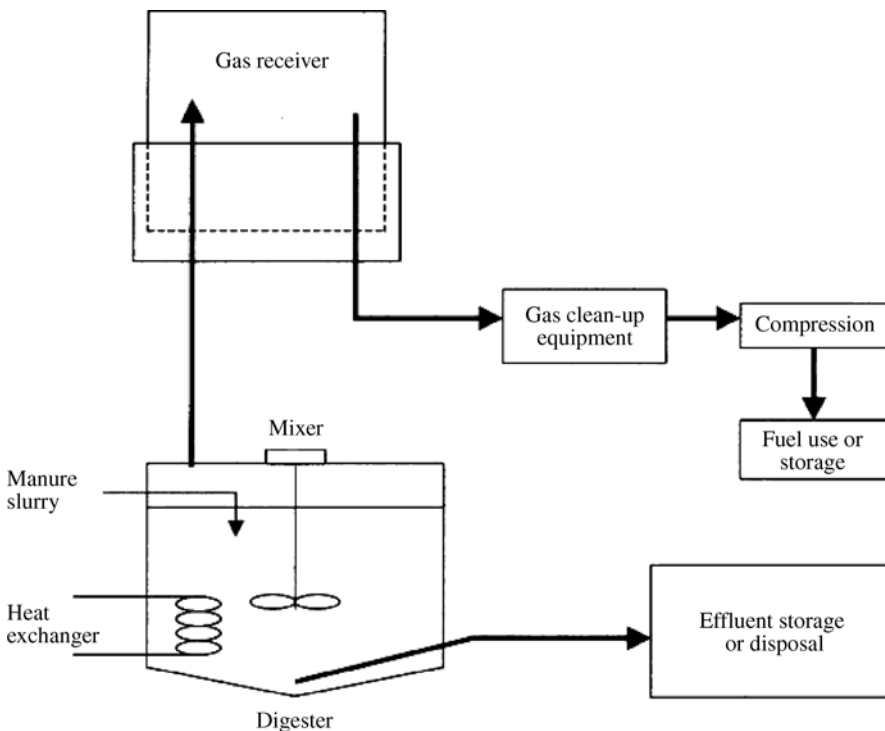 Gas receiver
Gas clean-up
equipment
Compression
Fuel use or
storage
Mixer
Manure
slurry
Heat
exchanger
Effluent storage
or disposal
Digester